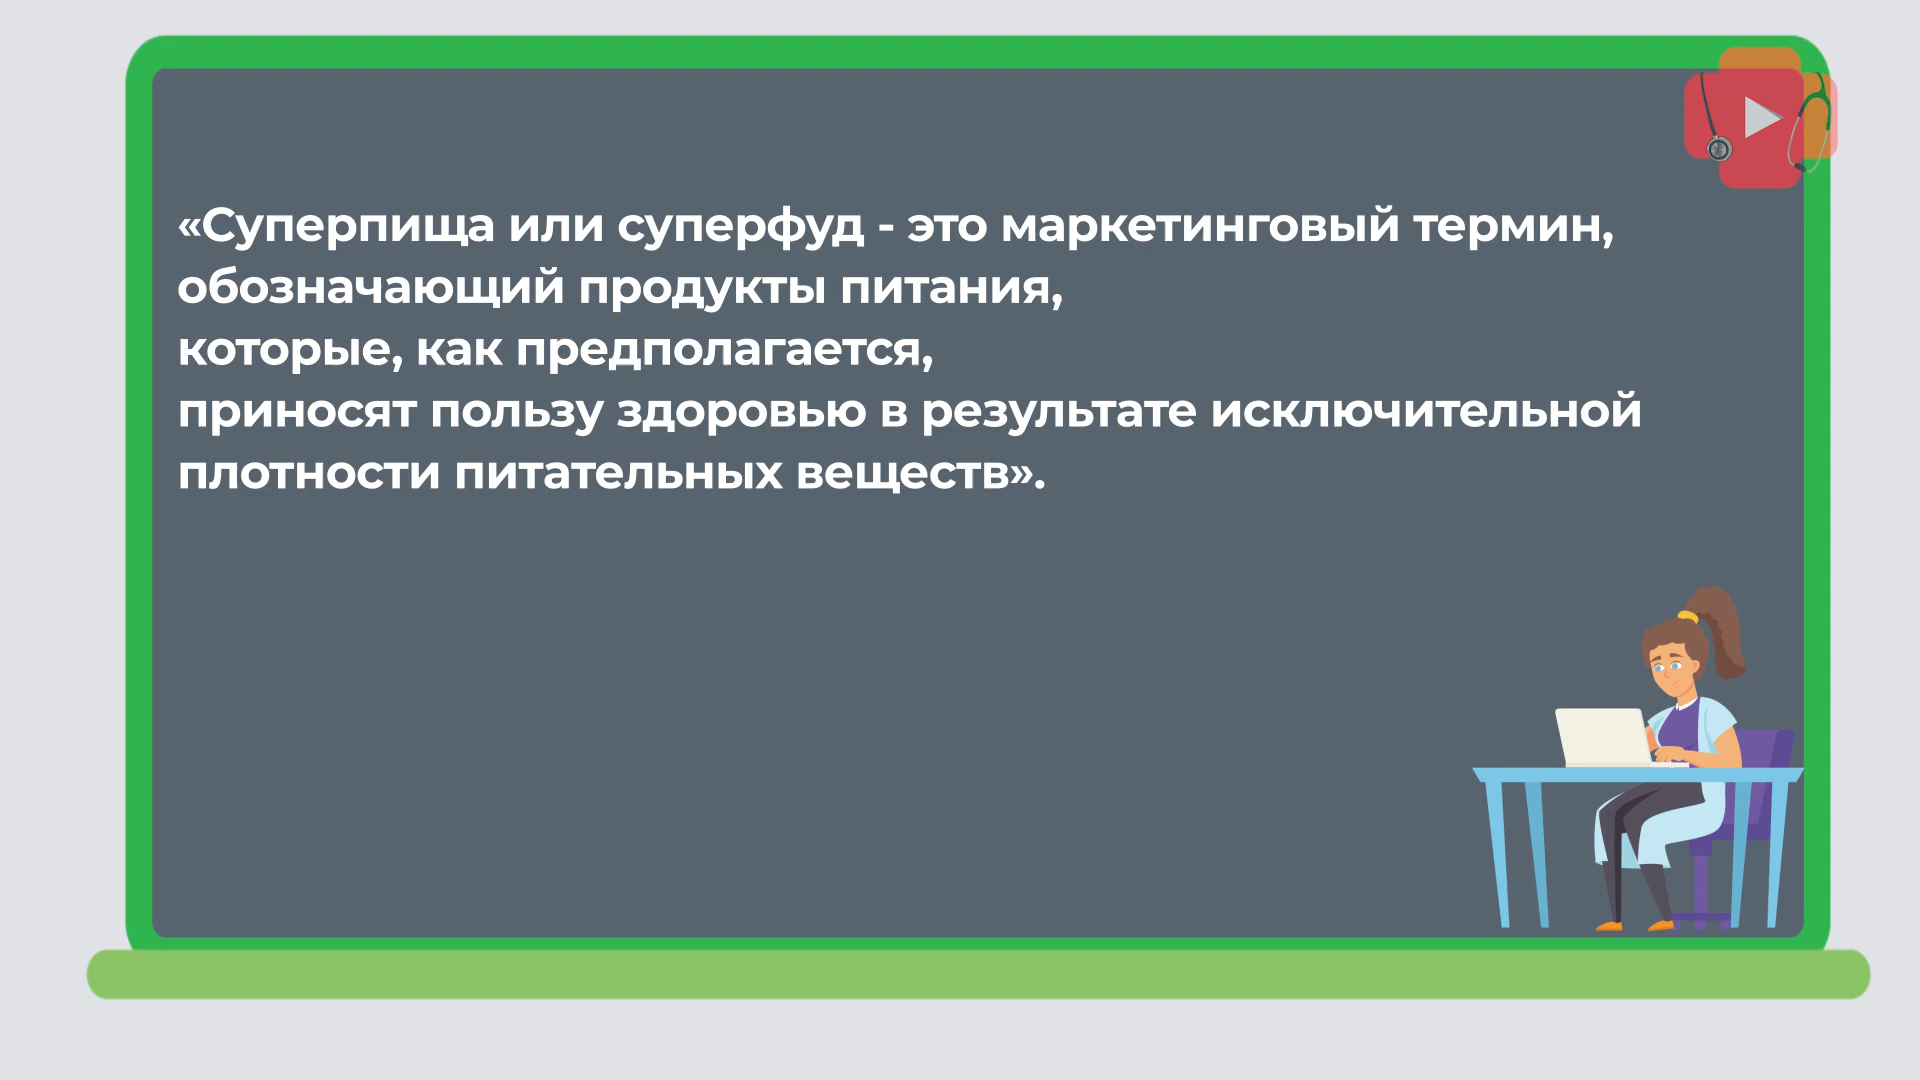 «Суперпища или суперфуд - это маркетинговый термин,
обозначающий продукты питания,
которые, как предполагается,
приносят пользу здоровью в результате исключительной
плотности питательных веществ».